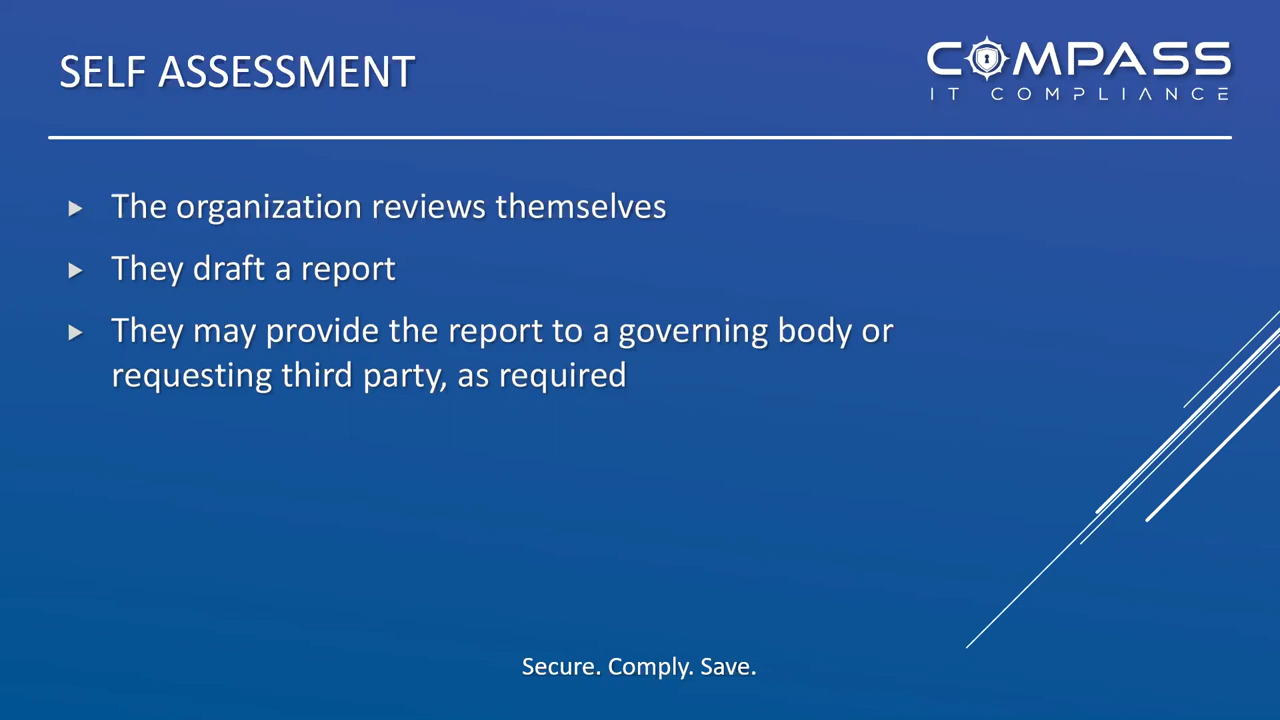 SELF ASSESSMENT
COMPASS
IT COMPLIANCE
The organization reviews themselves
They draft a report
They may provide the report to a governing body or
requesting third party, as required
Secure. Comply. Save.